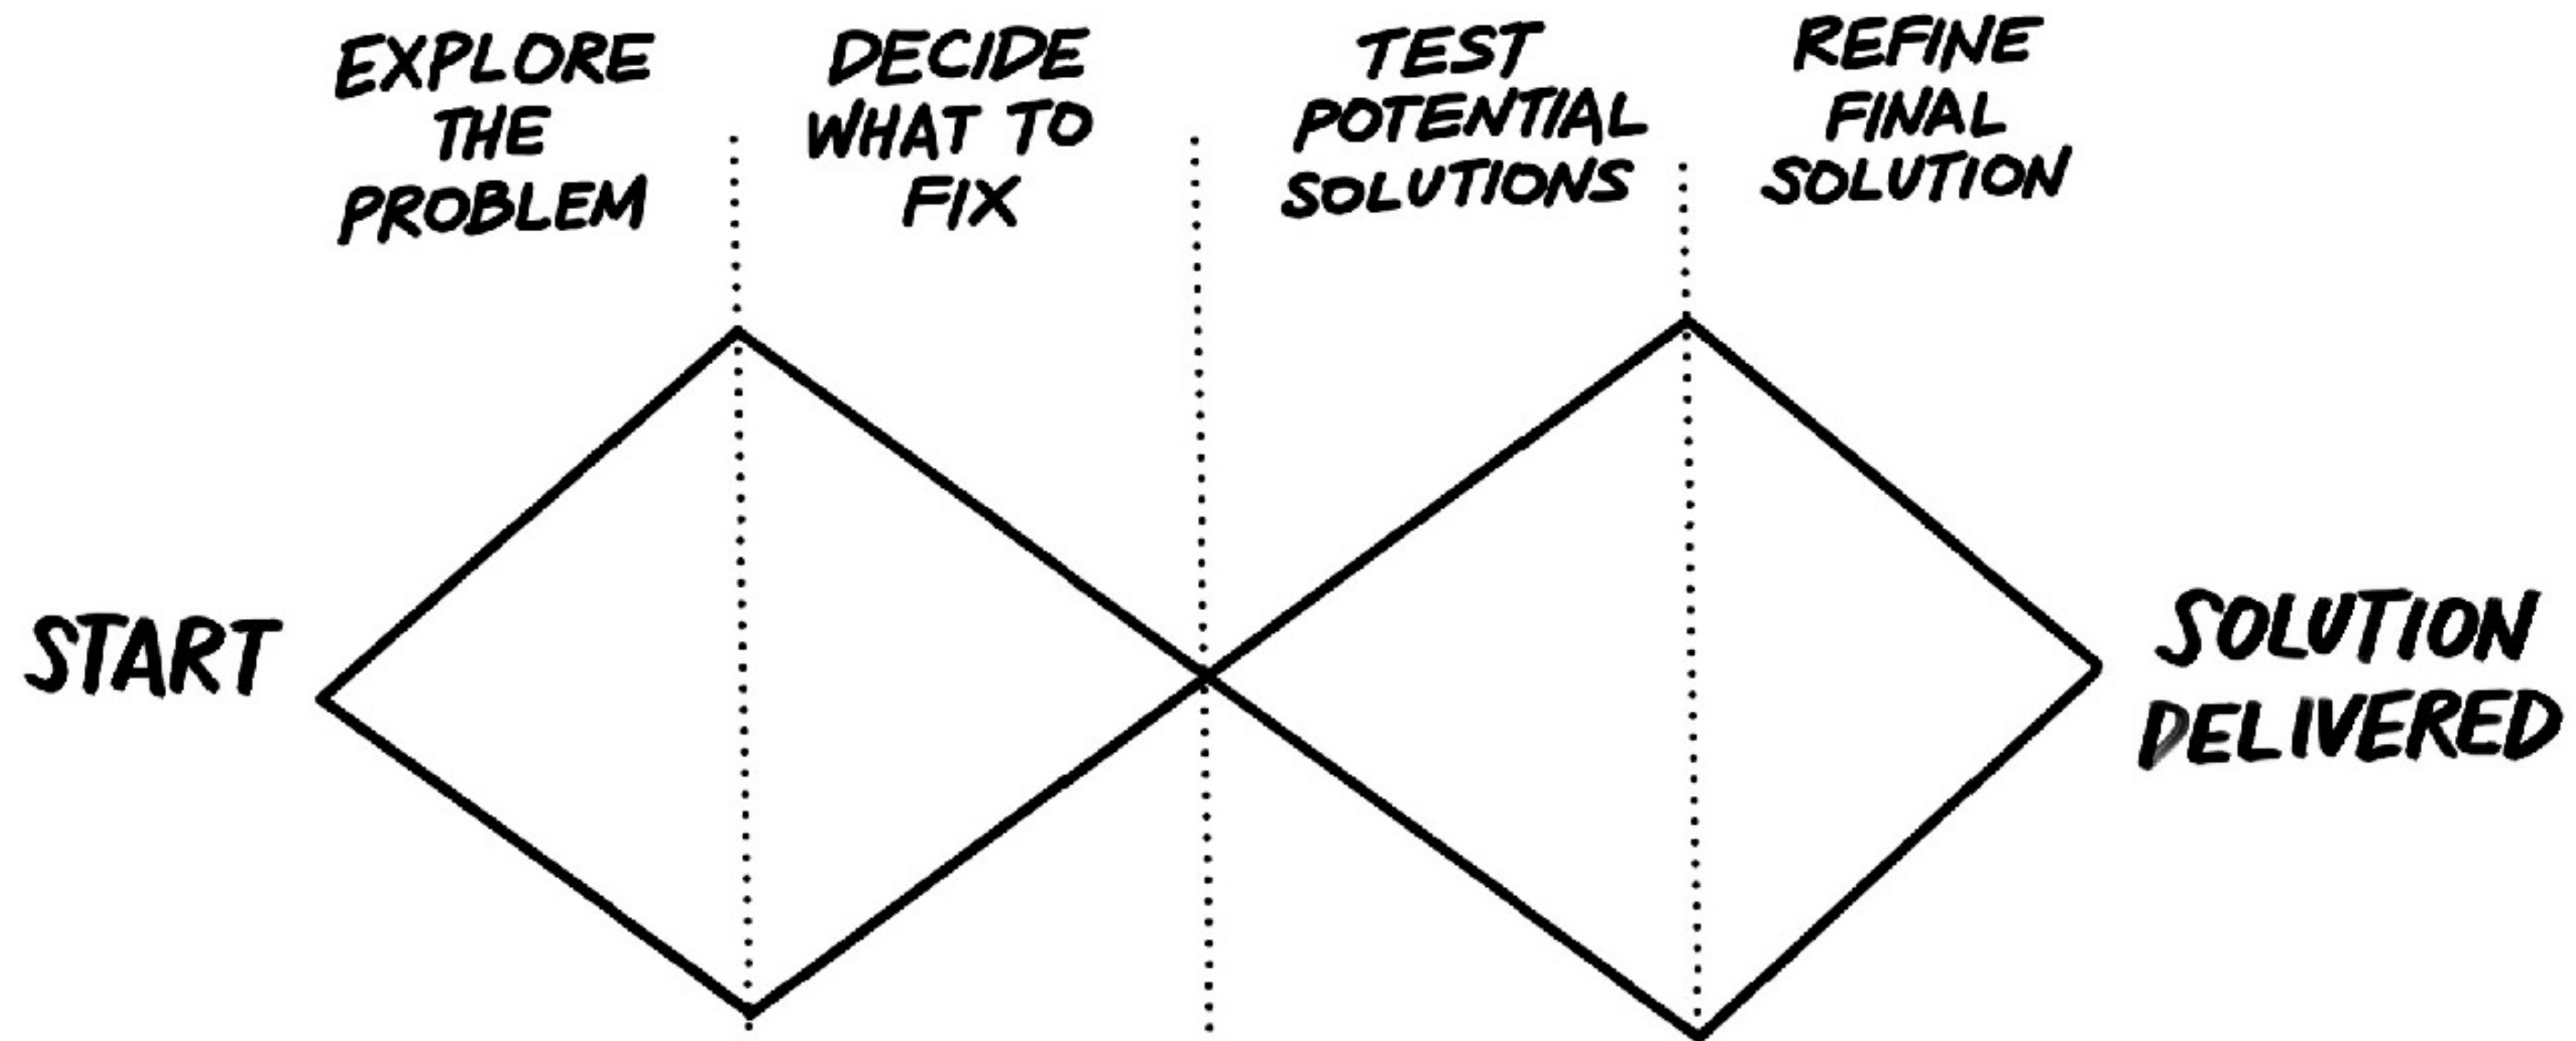 EXPLORE
THE
PROBLEM
DECIDE
WHAT TO
FIX
TEST
POTENTIAL
SOLUTIONS
REFINE
FINAL
SOLUTION
START
SOLUTION
DELIVERED